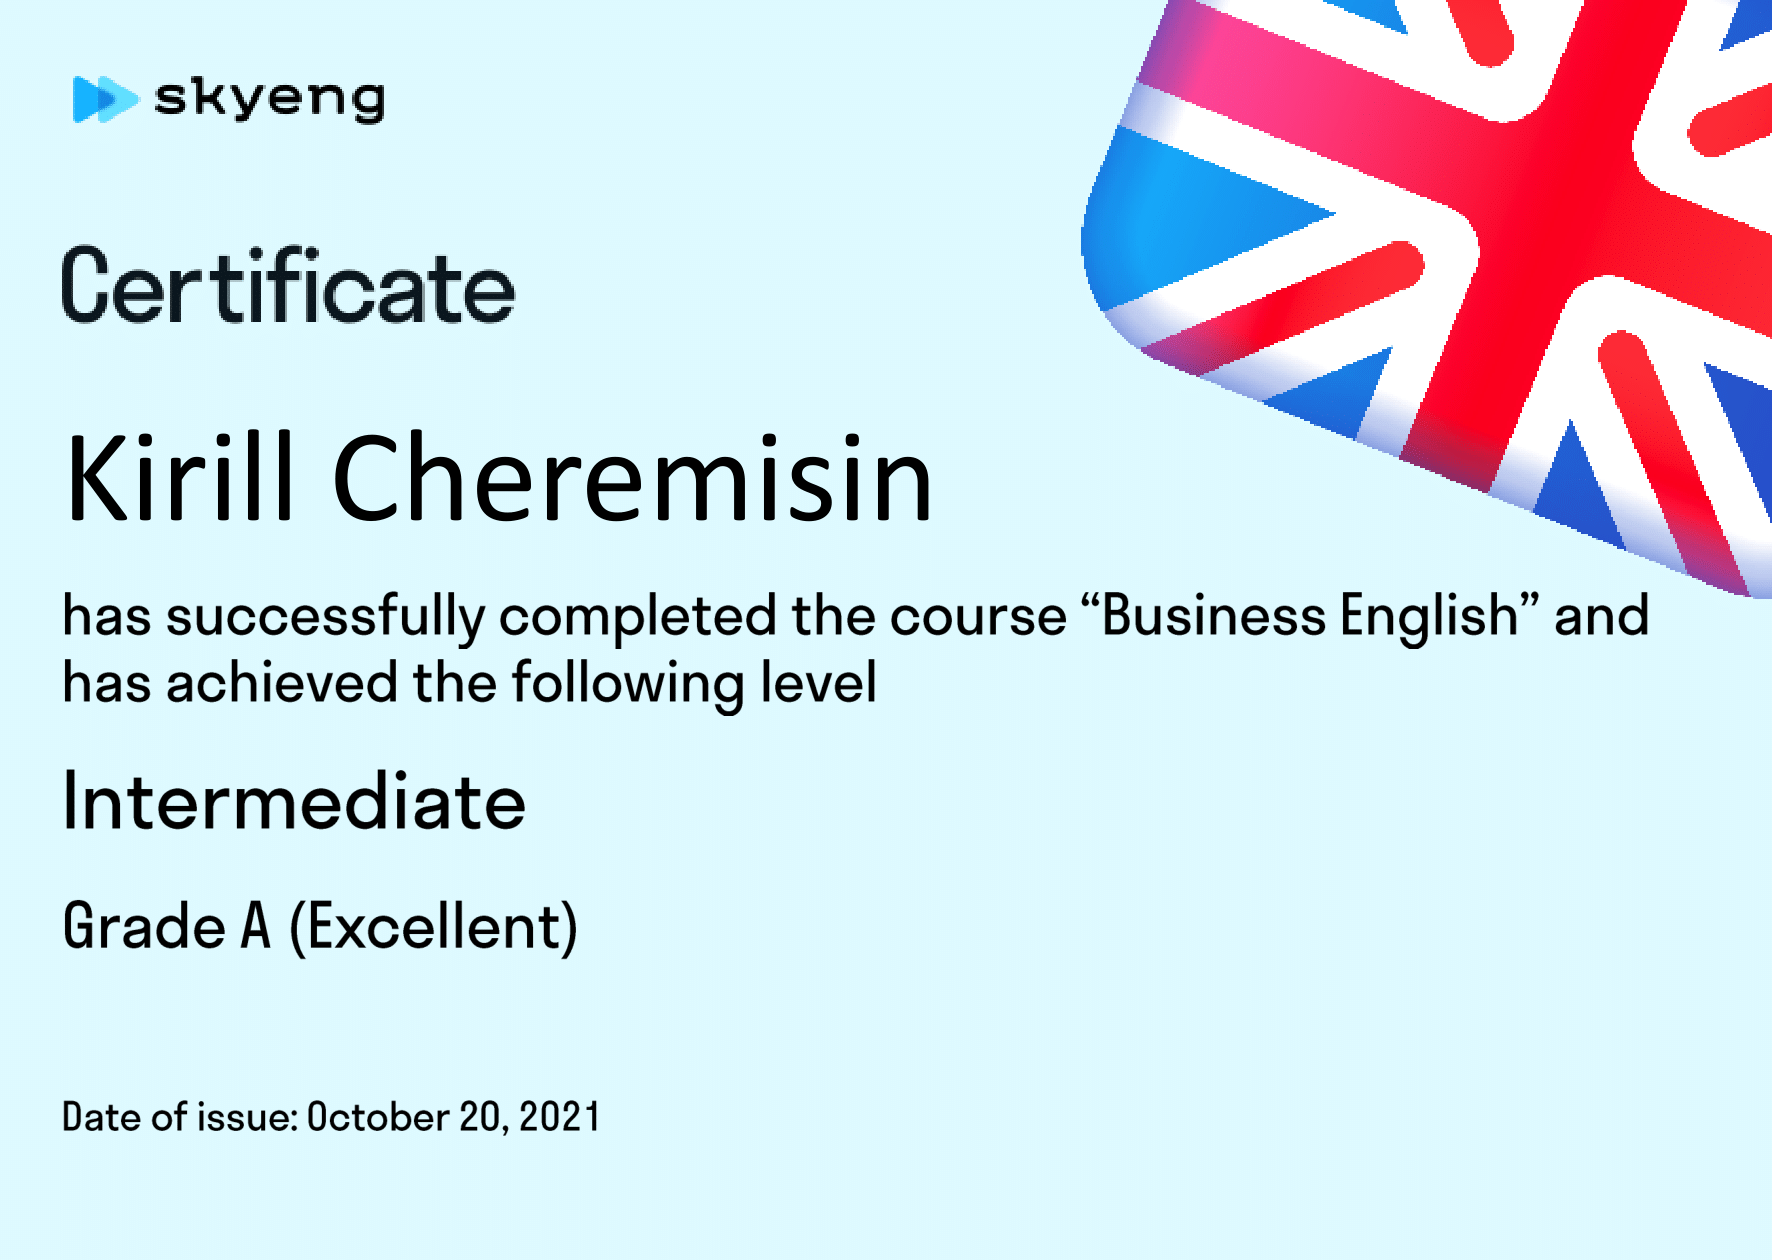 skyeng
Certificate
Kirill Cheremisin
has successfully completed the course “Business English” and
has achieved the following level
Intermediate
Grade A (Excellent)
Date of issue: October 20, 2021